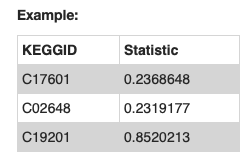 Example:
KEGGID Statistic
C17601 0.2368648
C02648 0.2319177
C19201 0.8520213